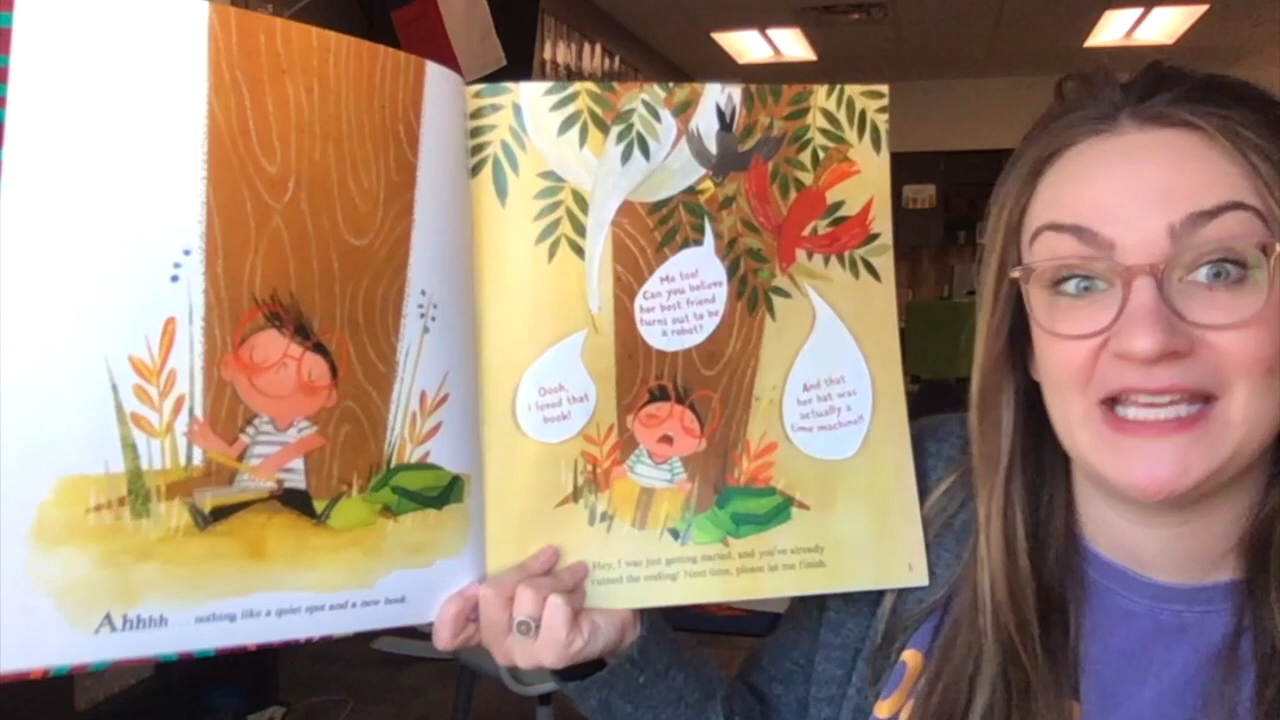 Ahhhh . . . nothing like a quiet spot and a new book.
Oooh,
I loved that
book!
Me too!
Can you believe
her best friend
turns out to be
a robot?
And that
her hat was
actually a
time machine?!
Hey, I was just getting started, and you've already
ruined the ending! Next time, please let me finish.